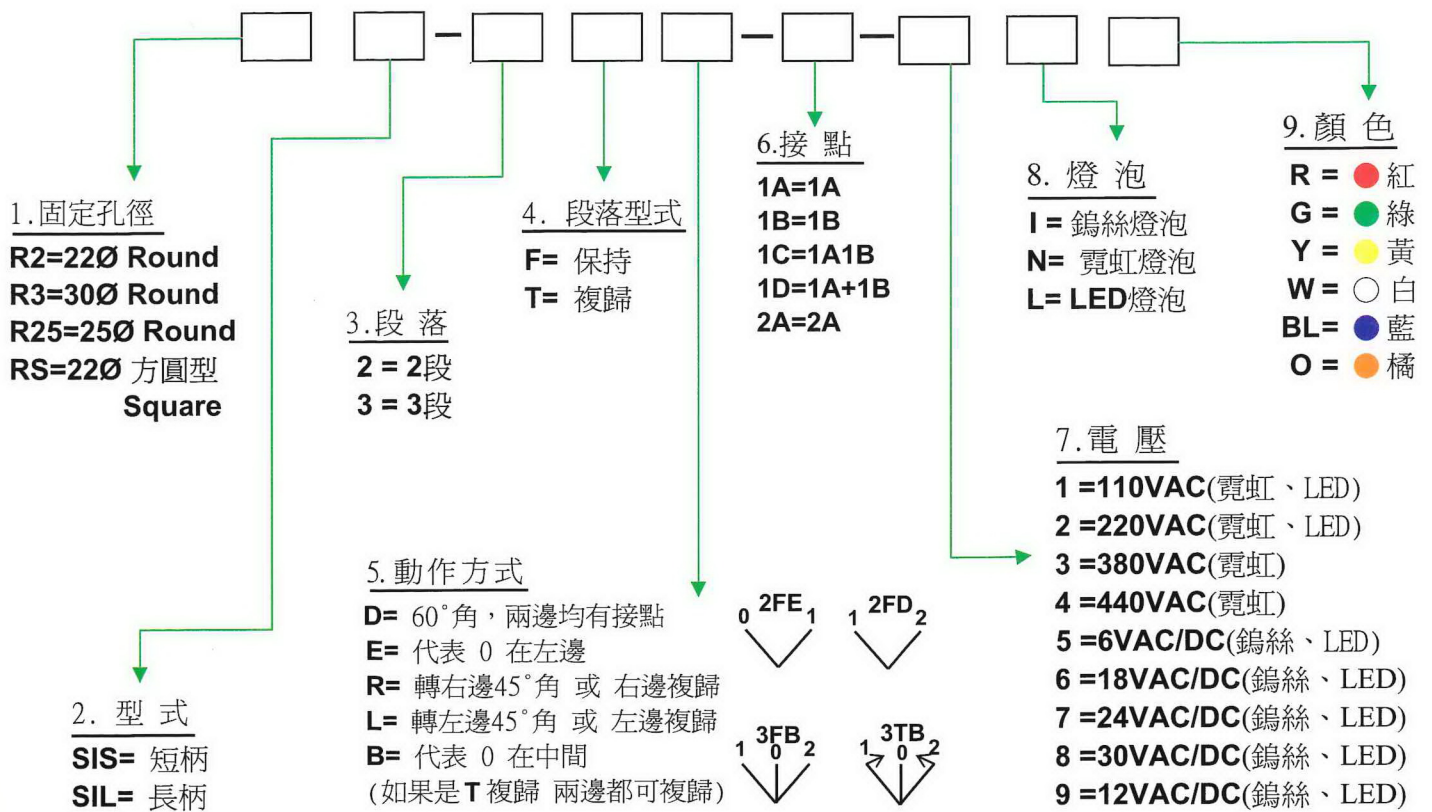 1.固定孔徑
R2=22Ø Round
R3=30Ø Round
R25=25Ø Round
RS=22Ø 方圓型
Square
2. 型 式
SIS= 短柄
SIL= 長柄
3.段 落
2 = 2段
3 = 3段
4. 段落型式
F= 保持
T= 複歸
5.動作方式
D= 60°角，兩邊均有接點
E= 代表 0 在左邊
R= 轉右邊45°角 或 右邊複歸
L= 轉左邊45°角 或 左邊複歸
B= 代表 0 在中間
(如果是T複歸 兩邊都可複歸)
0 2FE 1
1 2FD 2
3FB
1 0 2
3TB
1 0 2
6.接 點
1A=1A
1B=1B
1C=1A1B
1D=1A+1B
2A=2A
7.電 壓
1 =110VAC(霓虹、LED)
2 =220VAC(霓虹、LED)
3 =380VAC(霓虹)
4 =440VAC(霓虹)
5 =6VAC/DC(鎢絲、LED)
6 =18VAC/DC(鎢絲、LED)
7 =24VAC/DC(鎢絲、LED)
8 =30VAC/DC(鎢絲、LED)
9 =12VAC/DC(鎢絲、LED)
8. 燈 泡
I = 鎢絲燈泡
N= 霓虹燈泡
L= LED燈泡
9.顏 色
R = 紅
G = 綠
Y = 黃
W = 白
BL= 藍
O = 橘